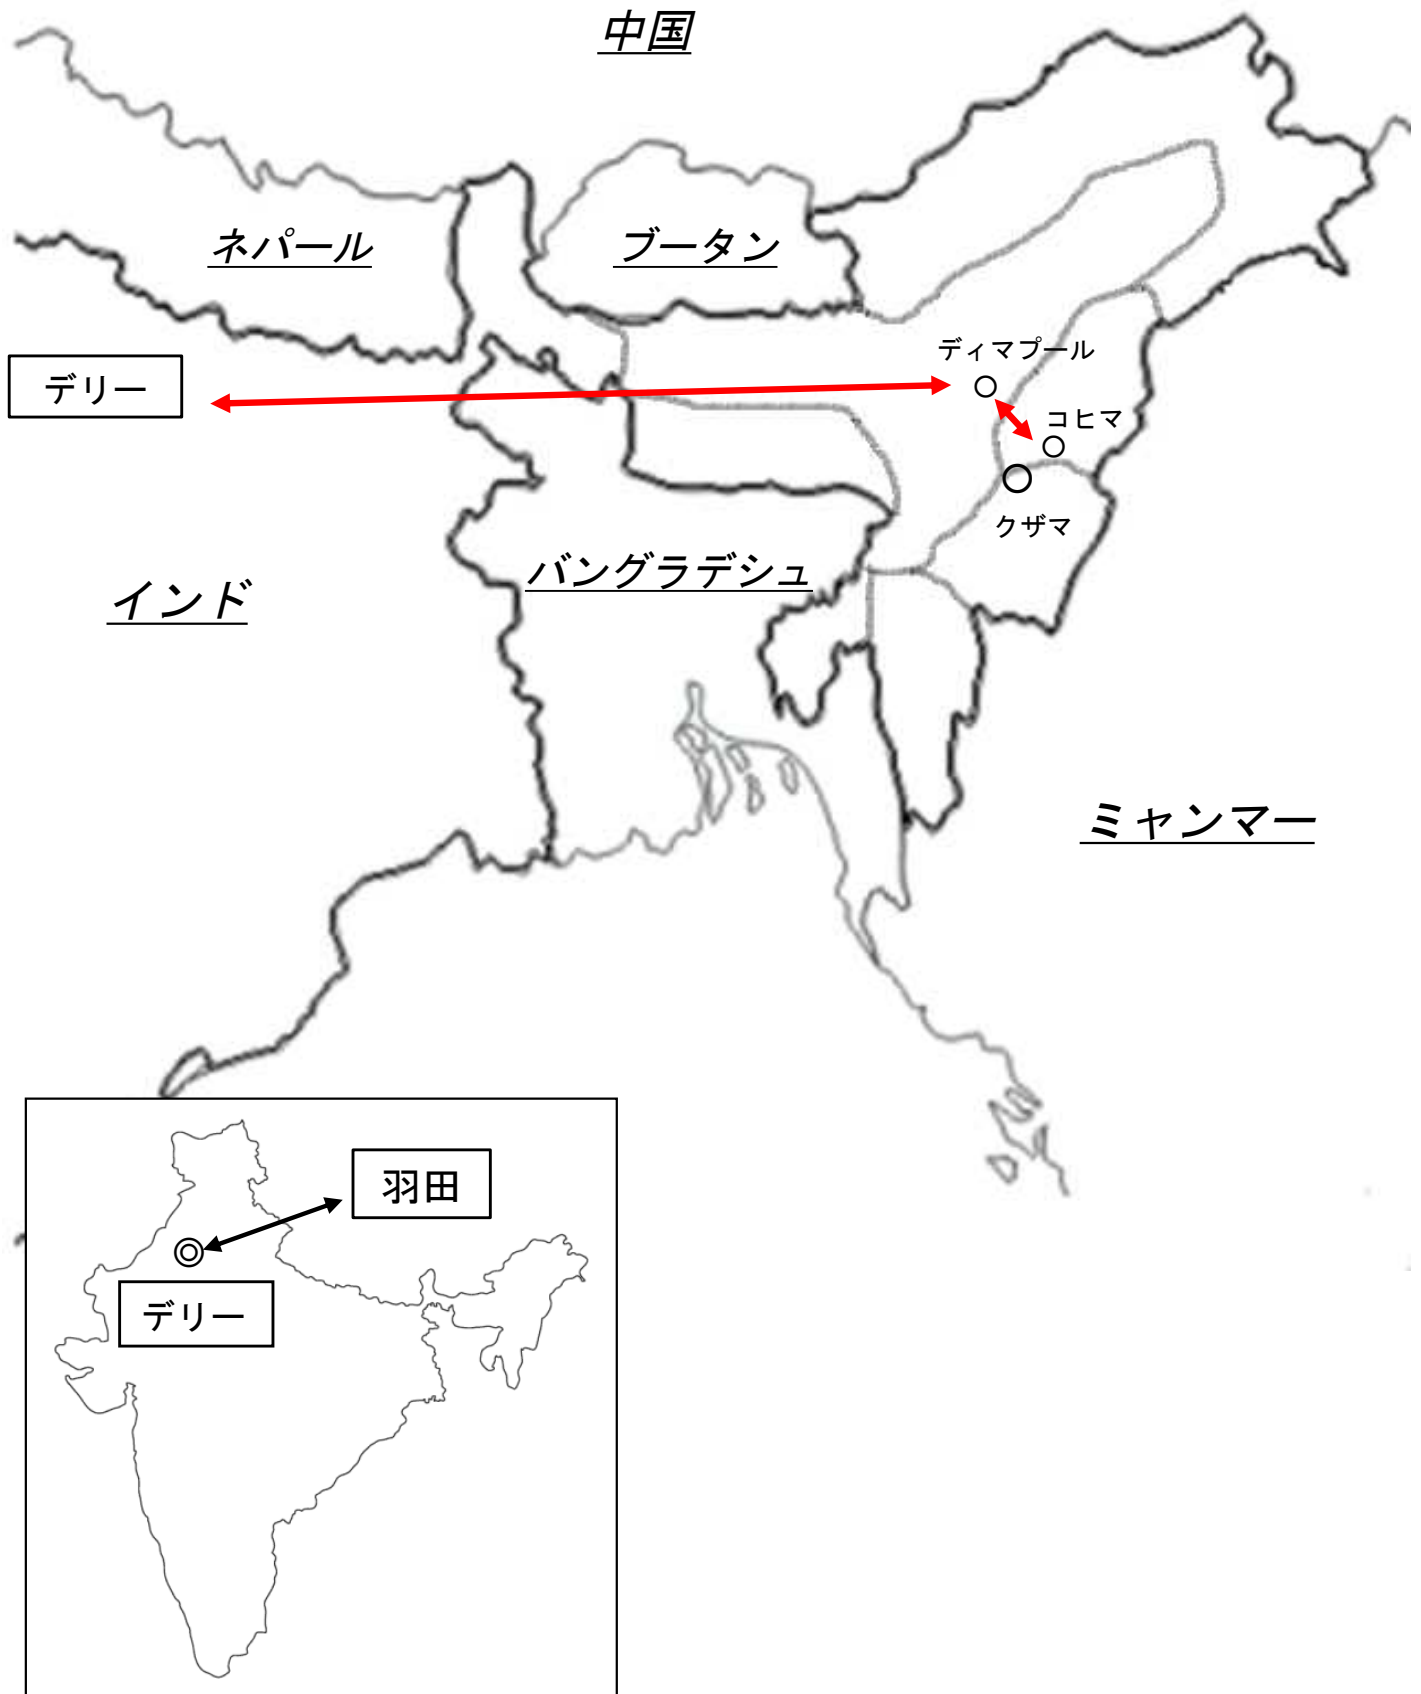 中国
ネパール
ブータン
ディマプール
デリー
コヒマ
クザマ
バングラデシュ
インド
ミャンマー
羽田
デリー